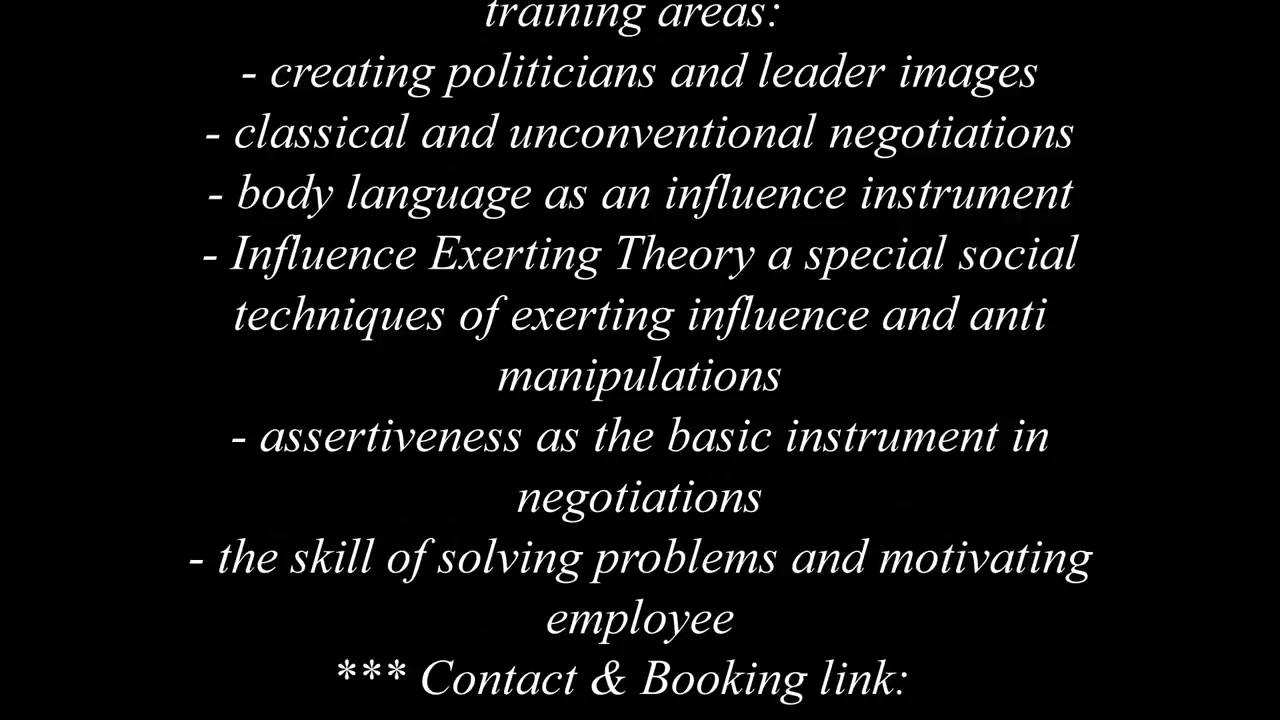 training areas:
- creating politicians and leader images
- classical and unconventional negotiations
- body language as an influence instrument
- Influence Exerting Theory a special social
techniques of exerting influence and anti
manipulations
- assertiveness as the basic instrument in
negotiations
- the skill of solving problems and motivating
employee
*** Contact & Booking link: